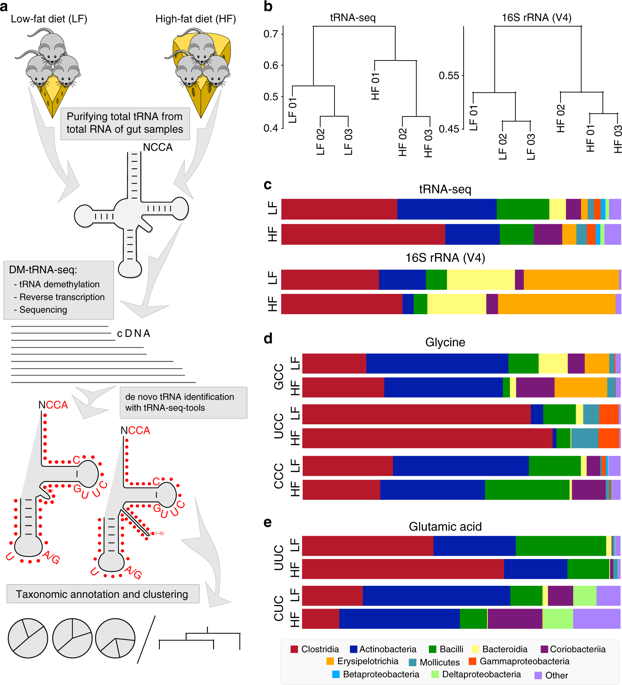 a
Low-fat diet (LF)
High-fat diet (HF)
Purifying total tRNA from
total RNA of gut samples
NCCA
DM-tRNA-seq:
- tRNA demethylation
- Reverse transcription
- Sequencing
cDNA
de novo tRNA identification
with tRNA-seq-tools
NCCA
C
G U U C
U
A/G
NCCA
C
G U U C
U
A/G
Taxonomic annotation and clustering
b
tRNA-seq
0.7
0.6
0.5
0.4
LF 01
LF 02
LF 03
HF 01
HF 02
HF 03
16S rRNA (V4)
0.55
0.45
LF 01
LF 02
LF 03
HF 02
HF 01
HF 03
c
tRNA-seq
LF
HF
16S rRNA (V4)
LF
HF
d
Glycine
GCC
LF
HF
UCC
LF
HF
CCC
LF
HF
e
Glutamic acid
UUC
LF
HF
CUC
LF
HF
Clostridia
Actinobacteria
Bacilli
Bacteroidia
Coriobacteriia
Erysipelotrichia
Mollicutes
Gammaproteobacteria
Betaproteobacteria
Deltaproteobacteria
Other